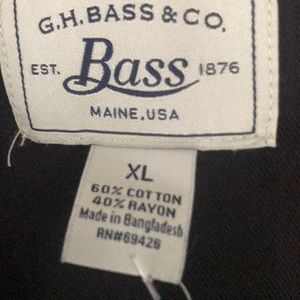 G.H. BASS & CO.
EST. Bass 1876
MAINE, USA
XL
60% COTTON
40% RAYON
Made in Bangladesh
RN#69426